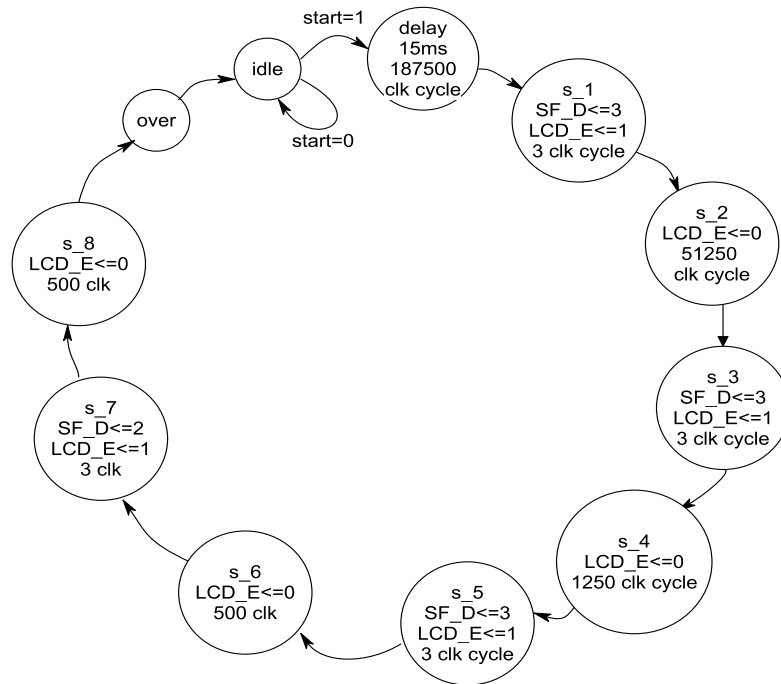 start=1
delay
15ms
187500
clk cycle
idle
start=0
over
s_1
SF_D<=3
LCD_E<=1
3 clk cycle
s_2
LCD_E<=0
51250
clk cycle
s_3
SF_D<=3
LCD_E<=1
3 clk cycle
s_4
LCD_E<=0
1250 clk cycle
s_5
SF_D<=3
LCD_E<=1
3 clk cycle
s_6
LCD_E<=0
500 clk
s_7
SF_D<=2
LCD_E<=1
3 clk
s_8
LCD_E<=0
500 clk